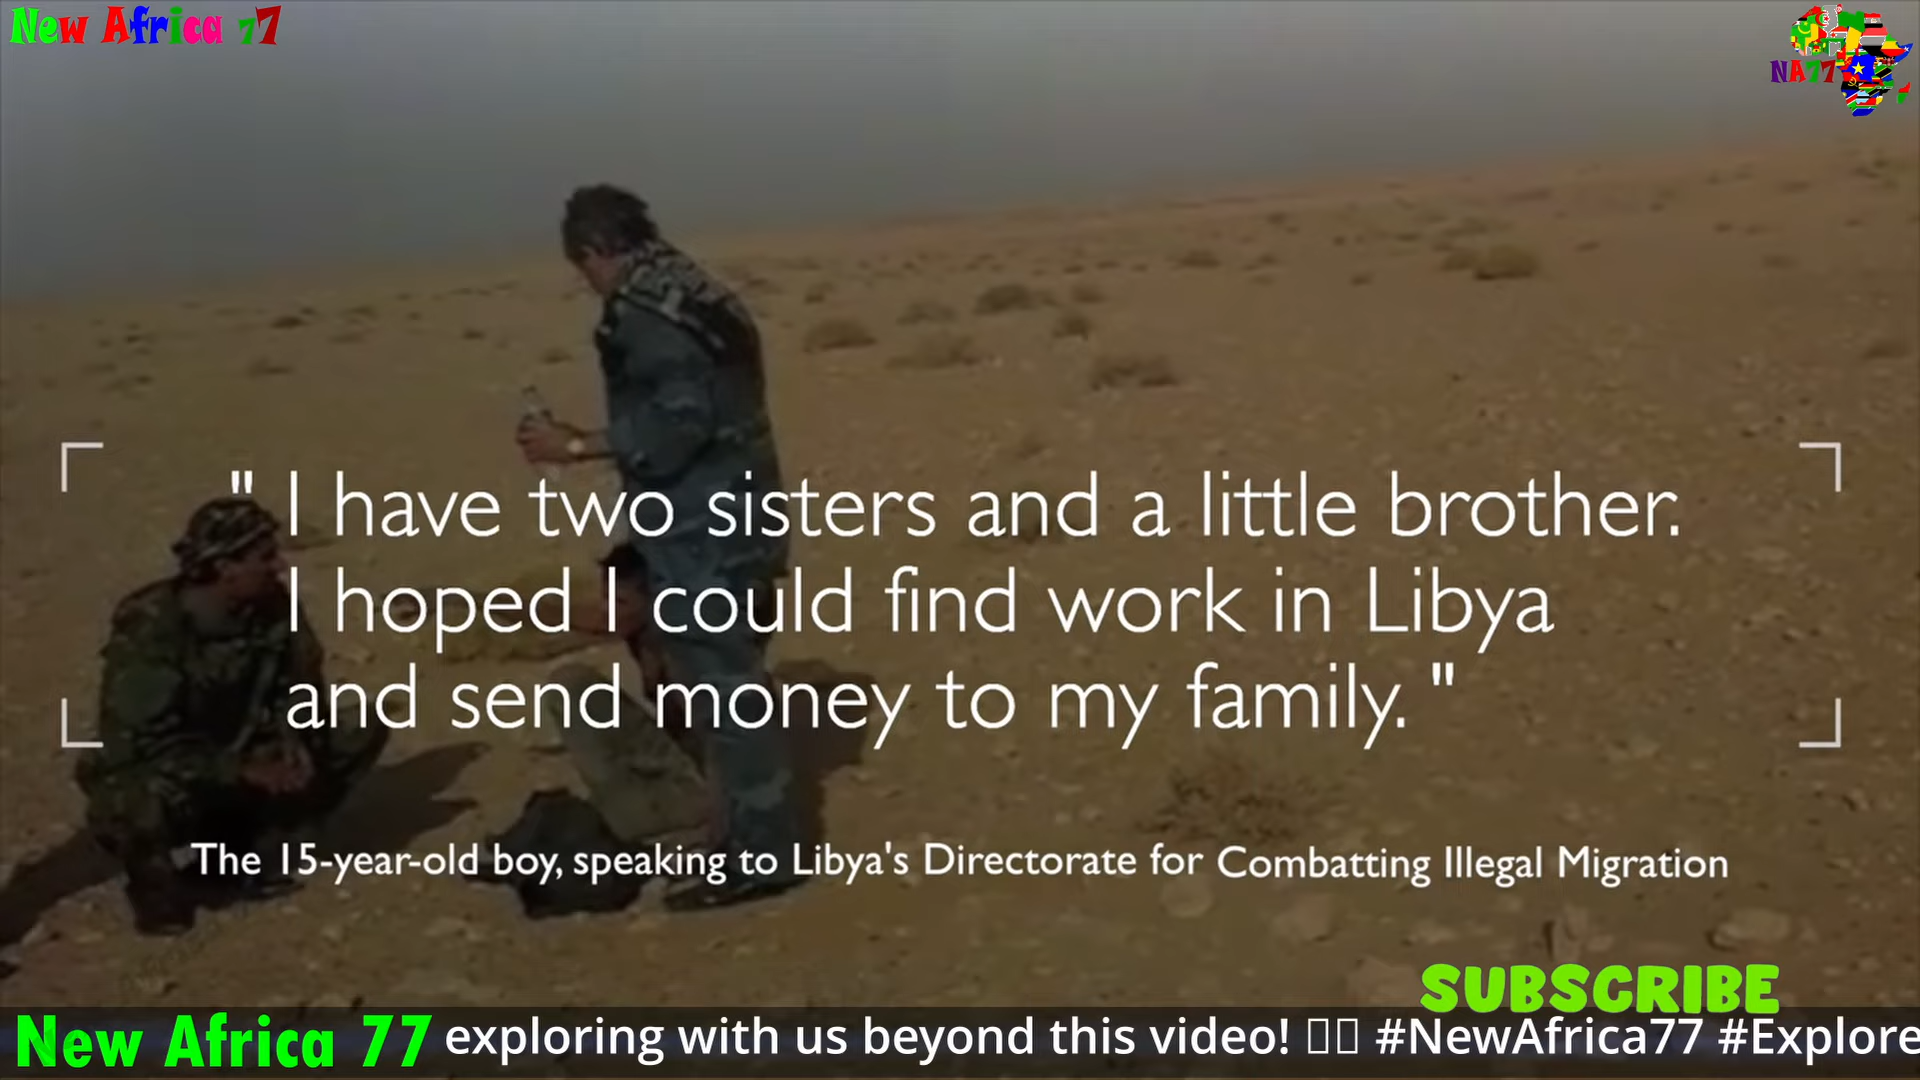 New Africa 77
NA77
" I have two sisters and a little brother.
I hoped I could find work in Libya
and send money to my family. "
The 15-year-old boy, speaking to Libya's Directorate for Combatting Illegal Migration
SUBSCRIBE
New Africa 77 exploring with us beyond this video! #NewAfrica77 #Explore